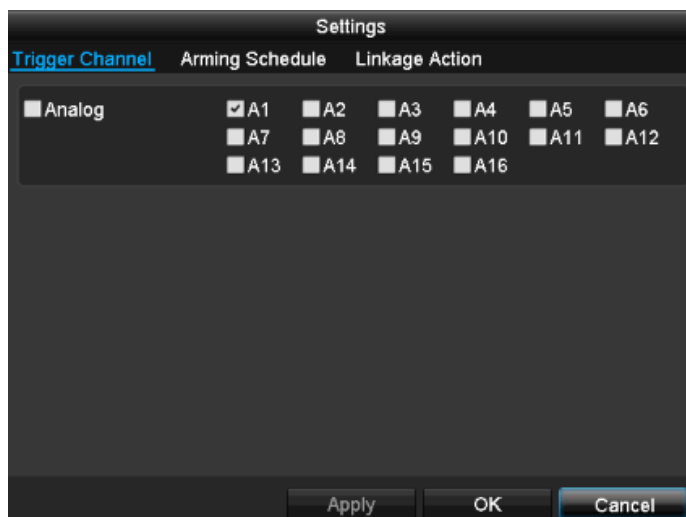 Settings
Trigger Channel Arming Schedule Linkage Action
Analog A1 A2 A3 A4 A5 A6
A7 A8 A9 A10 A11 A12
A13 A14 A15 A16
Apply OK Cancel